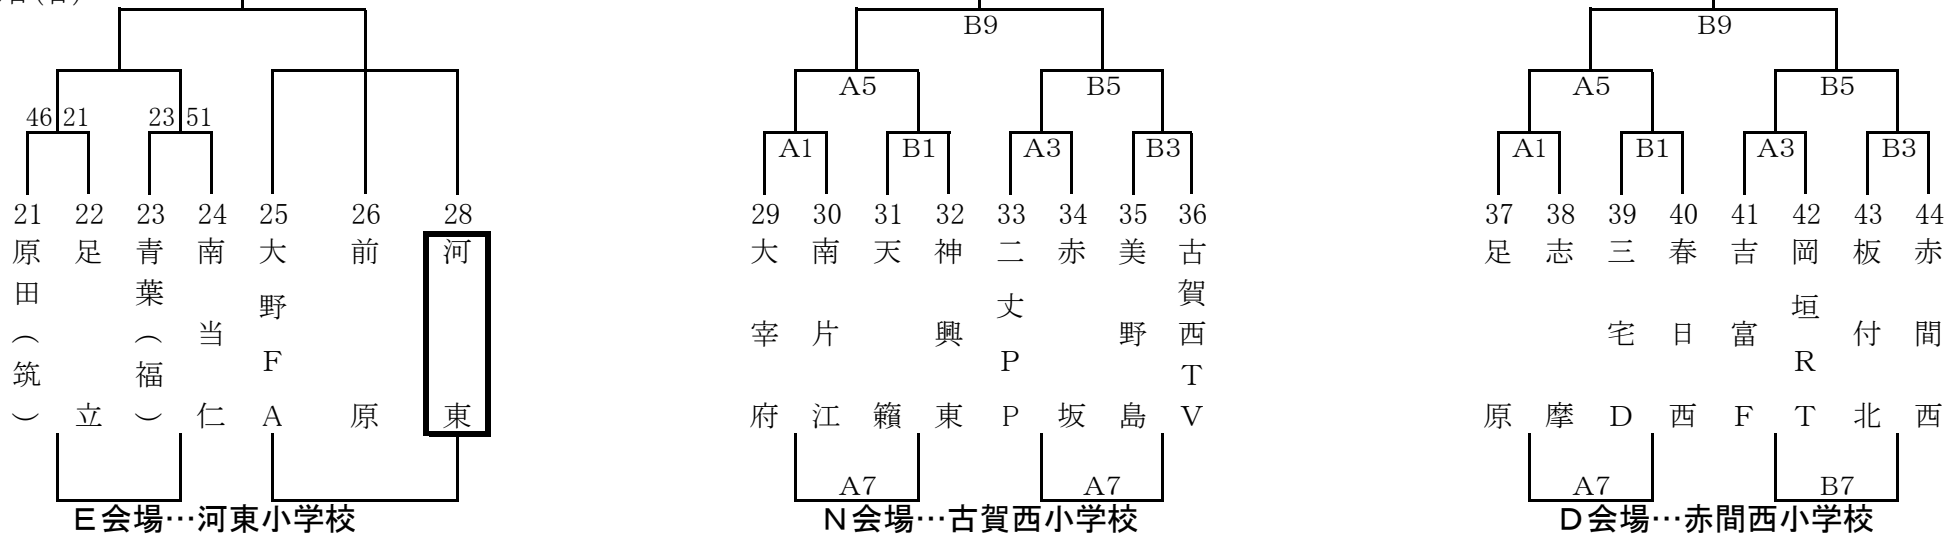 B9
B9
A5
B5
A5
B5
46 21
23 51
A1
B1
A3
B3
A1
B1
A3
B3
21 22 23 24 25 26 28
29 30 31 32 33 34 35 36
37 38 39 40 41 42 43 44
原田(筑)
足立
青葉(福)
南当仁
大野FA
前原
河東
大宰府
南片江
天籟
神興東
二丈PP
赤坂
美野島
古賀西TV
足原
志摩
三宅D
春日西
吉富F
岡垣RT
板付北
赤間西
A7
A7
A7
B7
E会場…河東小学校
N会場…古賀西小学校
D会場…赤間西小学校